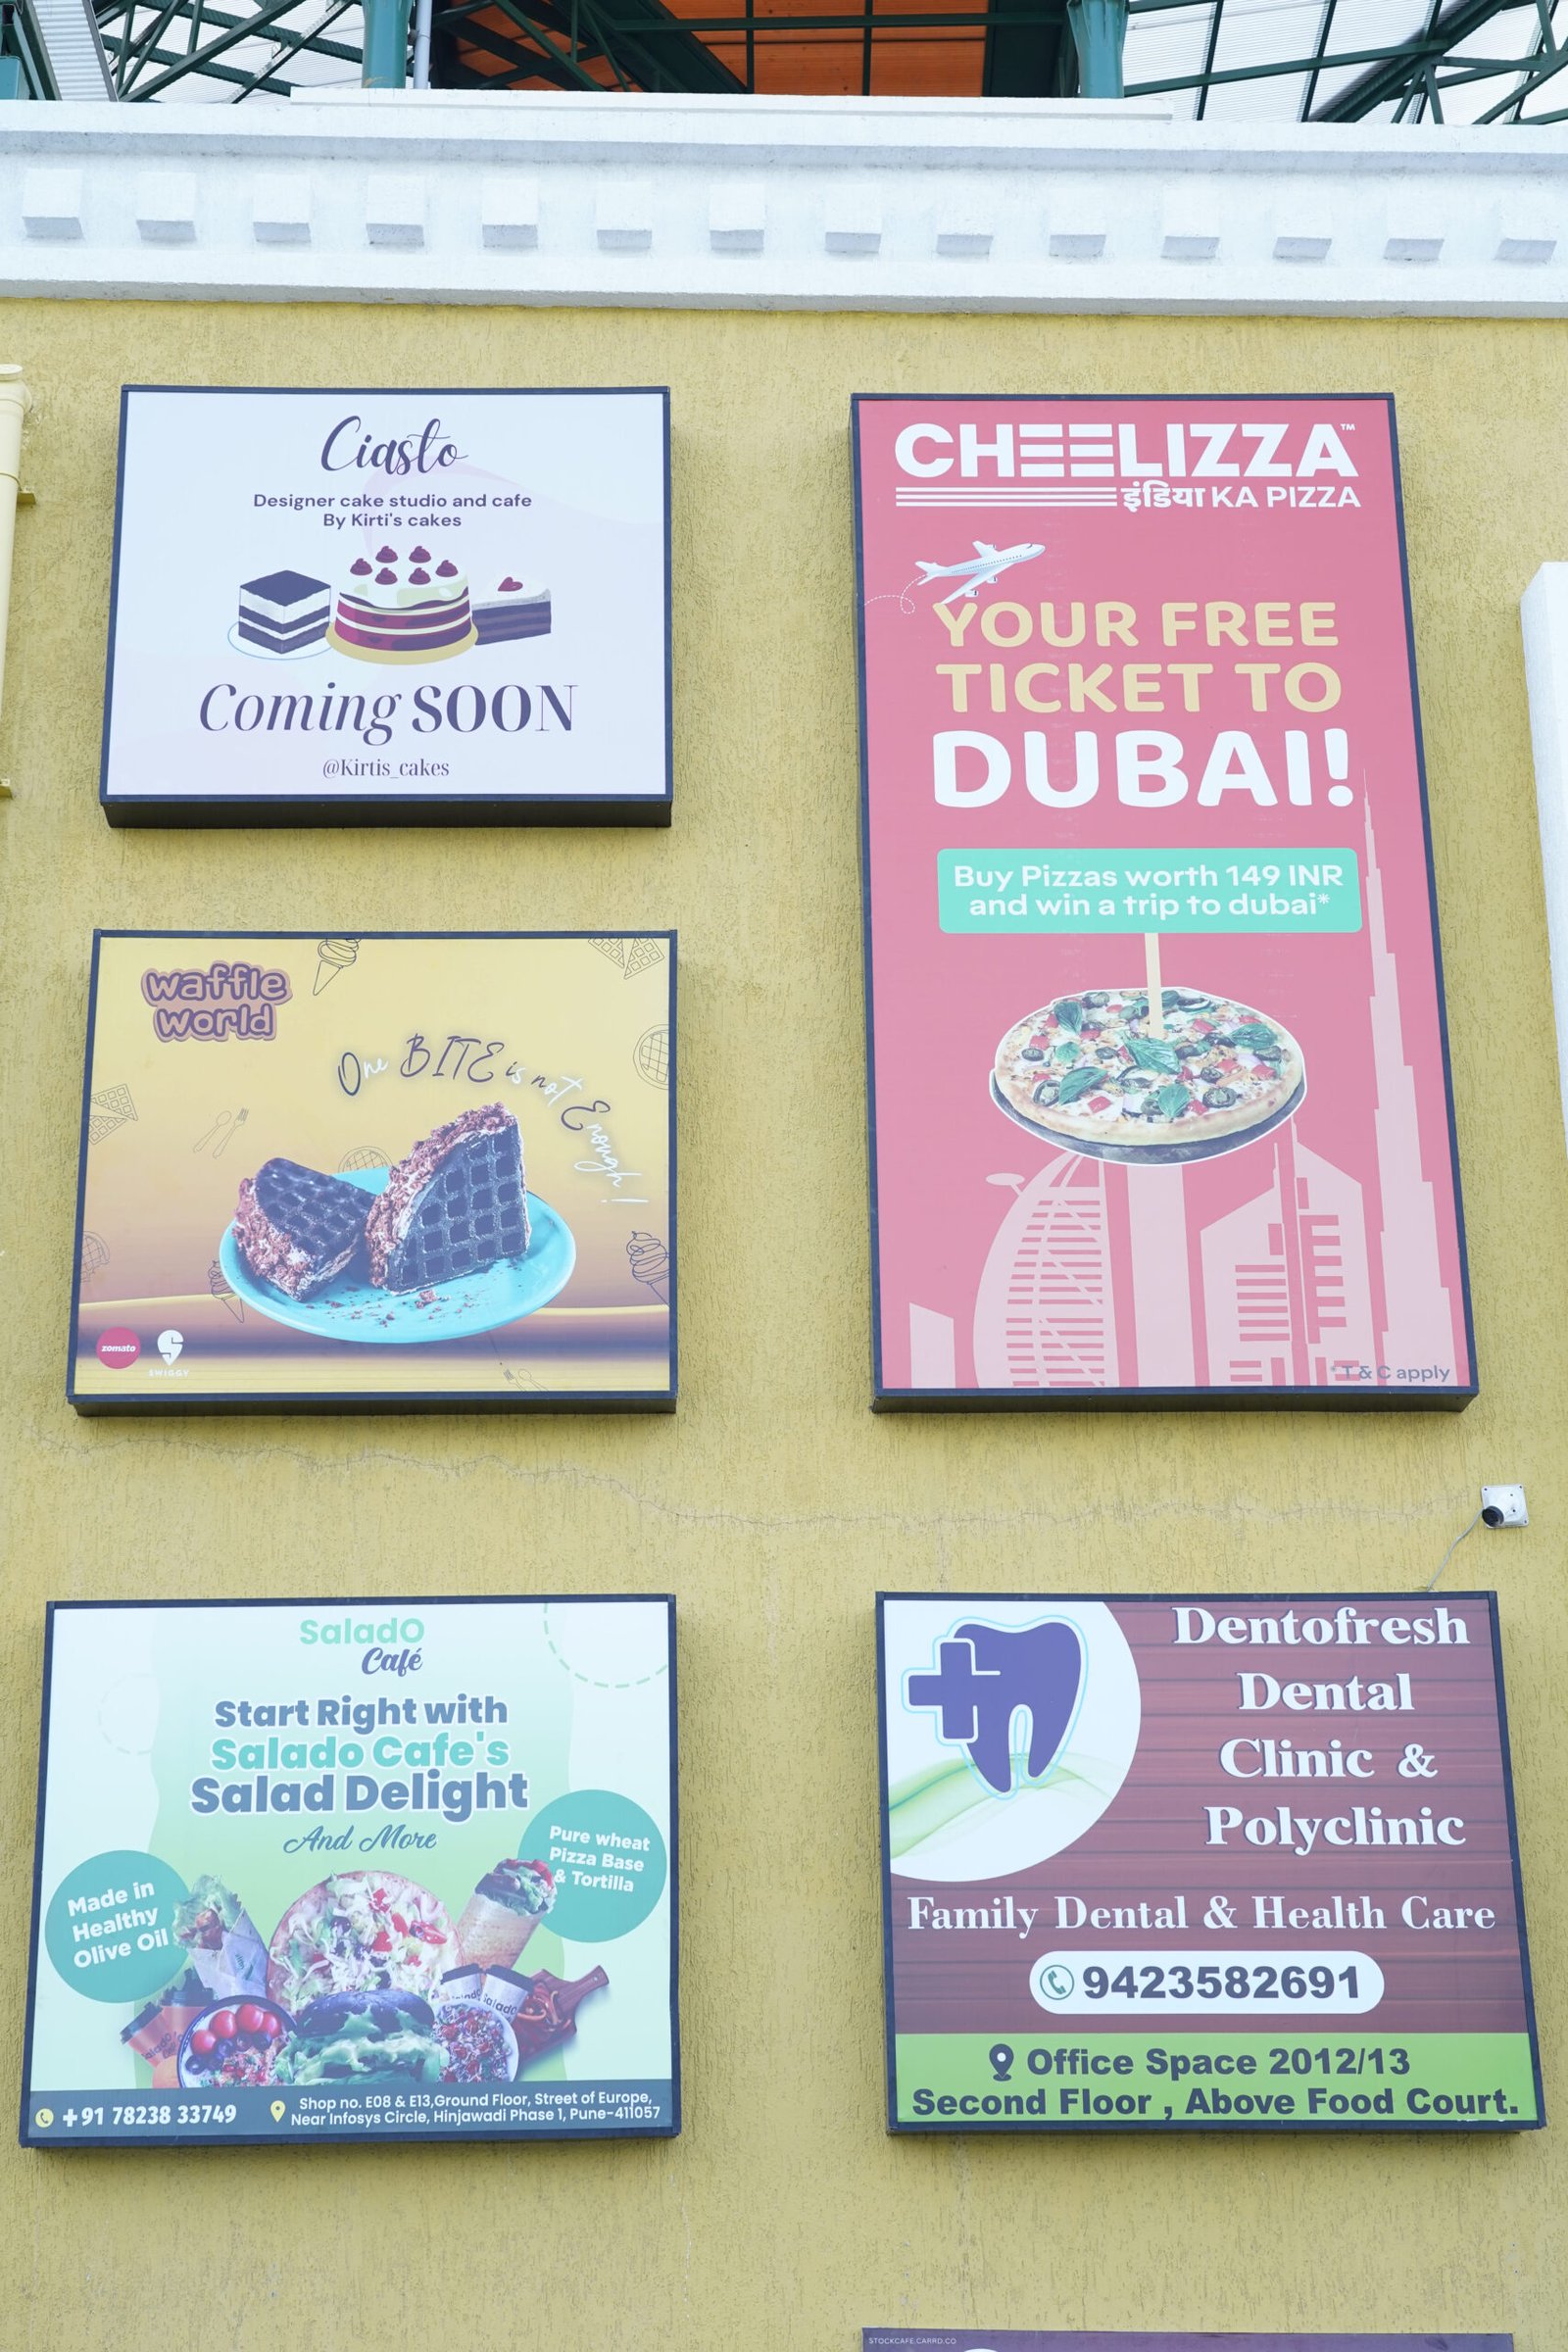 Ciasto
Designer cake studio and cafe
By Kirti's cakes
Coming SOON
@Kirtis_cakes
CHEELIZZA™
इंडिया KA PIZZA
YOUR FREE
TICKET TO
DUBAI!
Buy Pizzas worth 149 INR
and win a trip to dubai*
* T & C apply
waffle
world
One BITE is not Enough!
zomato
SWIGGY
SaladO
Café
Start Right with
Salado Cafe's
Salad Delight
And More
Made in
Healthy
Olive Oil
Pure wheat
Pizza Base
& Tortilla
+91 78238 33749
Shop no. E08 & E13,Ground Floor, Street of Europe,
Near Infosys Circle, Hinjawadi Phase 1, Pune-411057
Dentofresh
Dental
Clinic &
Polyclinic
Family Dental & Health Care
9423582691
Office Space 2012/13
Second Floor , Above Food Court.
STOCKCAFE.CARRD.CO